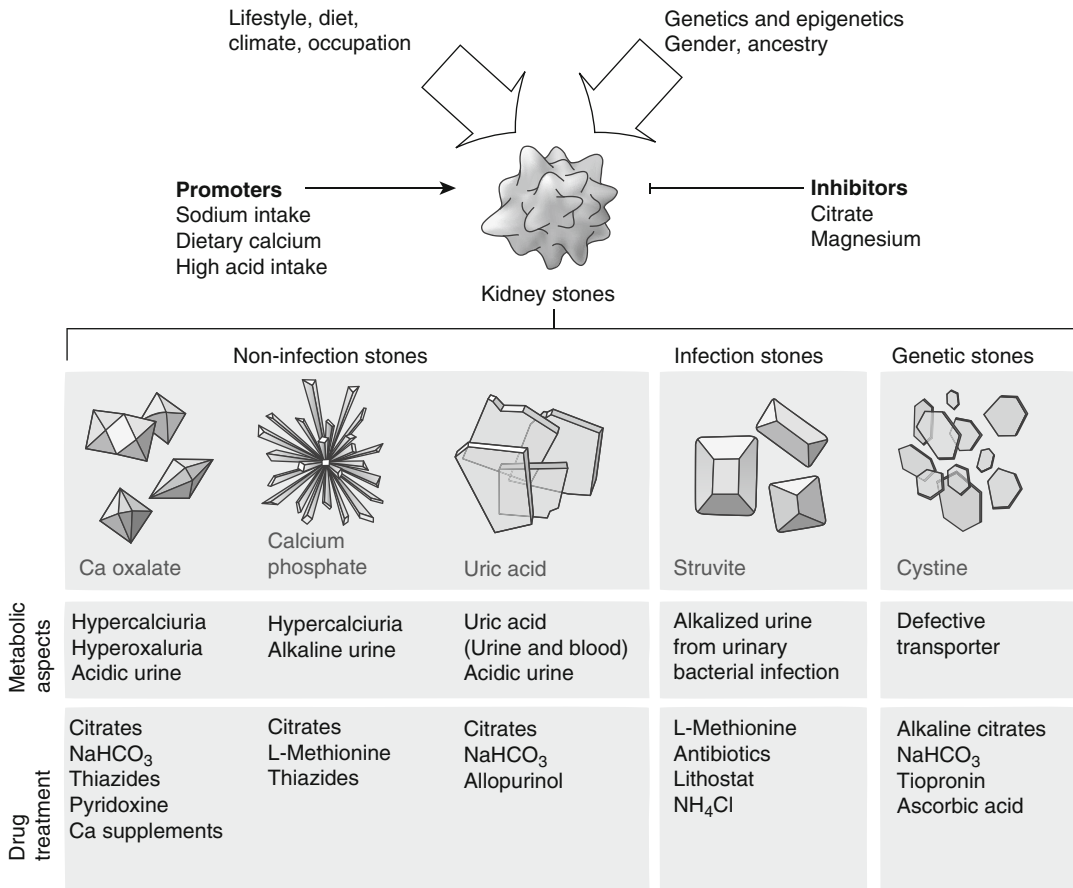 Lifestyle, diet,
climate, occupation
Genetics and epigenetics
Gender, ancestry
Promoters
Sodium intake
Dietary calcium
High acid intake
Inhibitors
Citrate
Magnesium
Kidney stones
Non-infection stones
Infection stones
Genetic stones
Ca oxalate
Calcium
phosphate
Uric acid
Struvite
Cystine
Metabolic
aspects
Hypercalciuria
Hyperoxaluria
Acidic urine
Hypercalciuria
Alkaline urine
Uric acid
(Urine and blood)
Acidic urine
Alkalized urine
from urinary
bacterial infection
Defective
transporter
Drug
treatment
Citrates
NaHCO₃
Thiazides
Pyridoxine
Ca supplements
Citrates
L-Methionine
Thiazides
Citrates
NaHCO₃
Allopurinol
L-Methionine
Antibiotics
Lithostat
NH₄Cl
Alkaline citrates
NaHCO₃
Tiopronin
Ascorbic acid